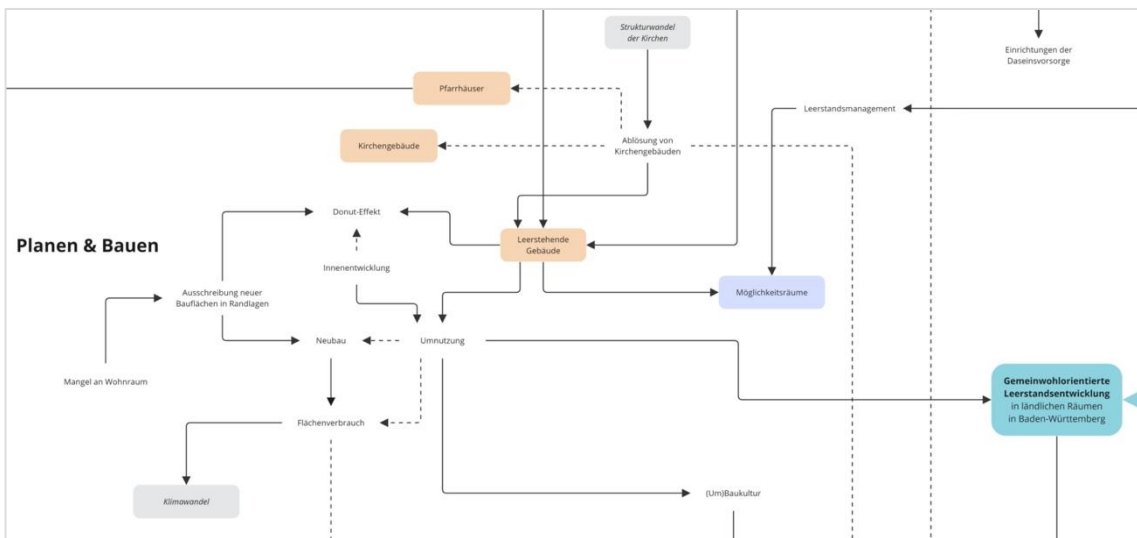 Strukturwandel
der Kirchen
Einrichtungen der
Daseinsvorsorge
Pfarrhäuser
Leerstandsmanagement
Kirchengebäude
Ablösung von
Kirchengebäuden
Donut-Effekt
Planen & Bauen
Leerstehende
Gebäude
Innenentwicklung
Ausschreibung neuer
Bauflächen in Randlagen
Möglichkeitsräume
Neubau
Umnutzung
Mangel an Wohnraum
Gemeinwohlorientierte
Leerstandsentwicklung
in ländlichen Räumen
in Baden-Württemberg
Flächenverbrauch
Klimawandel
(Um)Baukultur